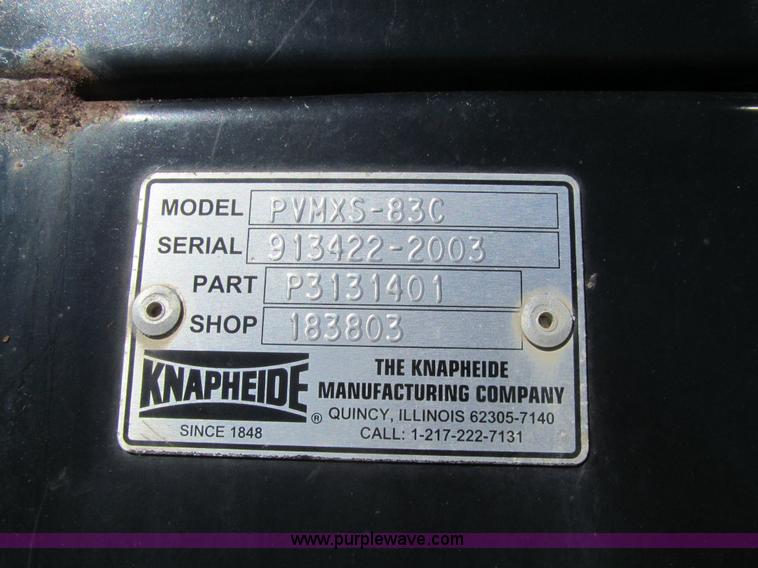 MODEL PVMXS-83C
SERIAL 913422-2003
PART P3131401
SHOP 183803
KNAPHEIDE ®
SINCE 1848
THE KNAPHEIDE
MANUFACTURING COMPANY
QUINCY, ILLINOIS 62305-7140
CALL: 1-217-222-7131
www.purplewave.com